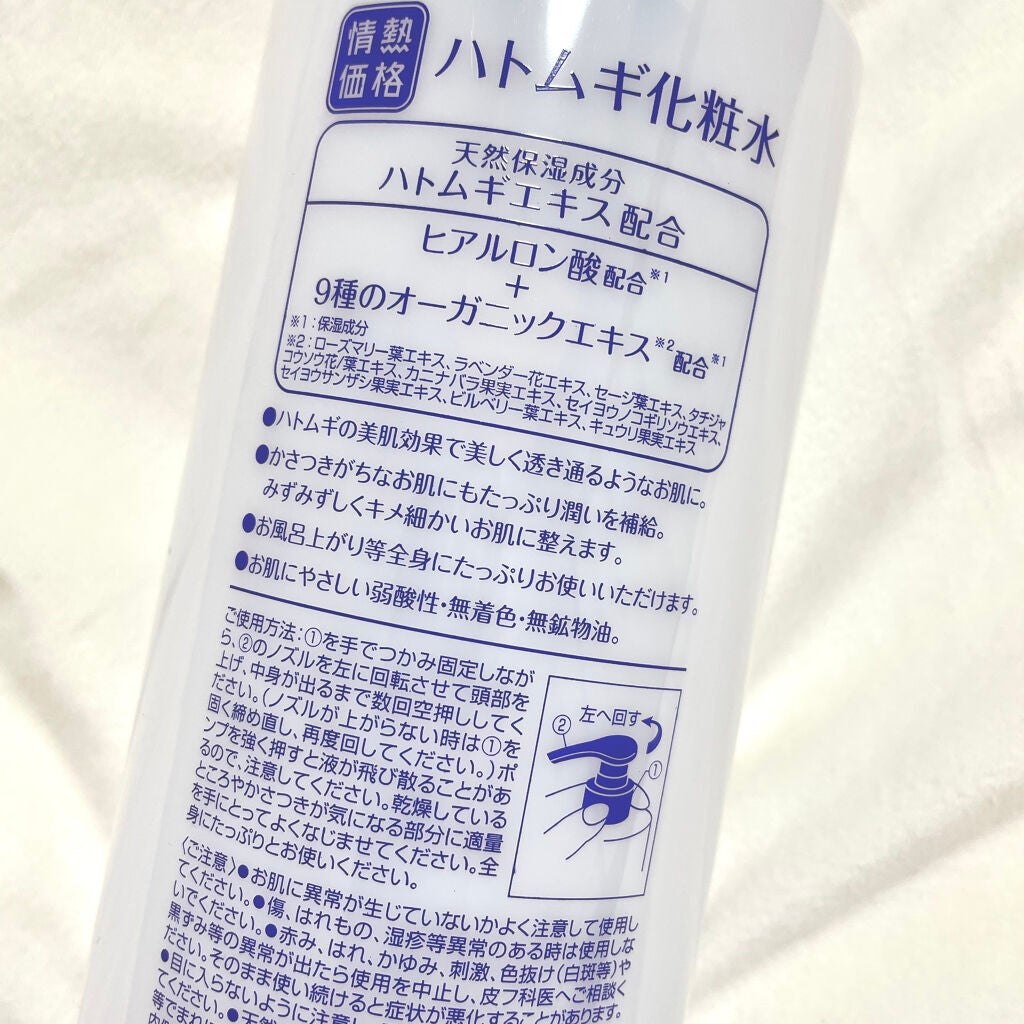 情熱
価格
ハトムギ化粧水
天然保湿成分
ハトムギエキス配合
ヒアルロン酸配合※1
+
9種のオーガニックエキス※2配合※1
※1:保湿成分
※2:ローズマリー葉エキス、ラベンダー花エキス、セージ葉エキス、タチジャ
コウソウ花/葉エキス、カニナバラ果実エキス、セイヨウノコギリソウエキス、
セイヨウサンザシ果実エキス、ビルベリー葉エキス、キュウリ果実エキス
●ハトムギの美肌効果で美しく透き通るようなお肌に。
●かさつきがちなお肌にもたっぷり潤いを補給。
みずみずしくキメ細かいお肌に整えます。
●お風呂上がり等全身にたっぷりお使いいただけます。
●お肌にやさしい弱酸性・無着色・無鉱物油。
ご使用方法:①を手でつかみ固定しなが
ら、②のノズルを左に回転させて頭部を
上げ、中身が出るまで数回空押ししてく
ださい。(ノズルが上がらない時は①を
固く締め直し、再度回してください。)ポ
ンプを強く押すと液が飛び散ることがあ
るので、注意してください。乾燥している
ところやかさつきが気になる部分に適量
を手にとってよくなじませてください。全
身にたっぷりとお使いください。
左へ回す
②
①
〈ご注意〉●お肌に異常が生じていないかよく注意して使用し
てください。●傷、はれもの、湿疹等異常のある時は使用しな
いでください。●赤み、はれ、かゆみ、刺激、色抜け(白斑等)や
黒ずみ等の異常が出たら使用を中止し、皮フ科医へご相談く
ださい。そのまま使い続けると症状が悪化することがあります。
●目に入らないように注意し
てください。●天然
等でまれに